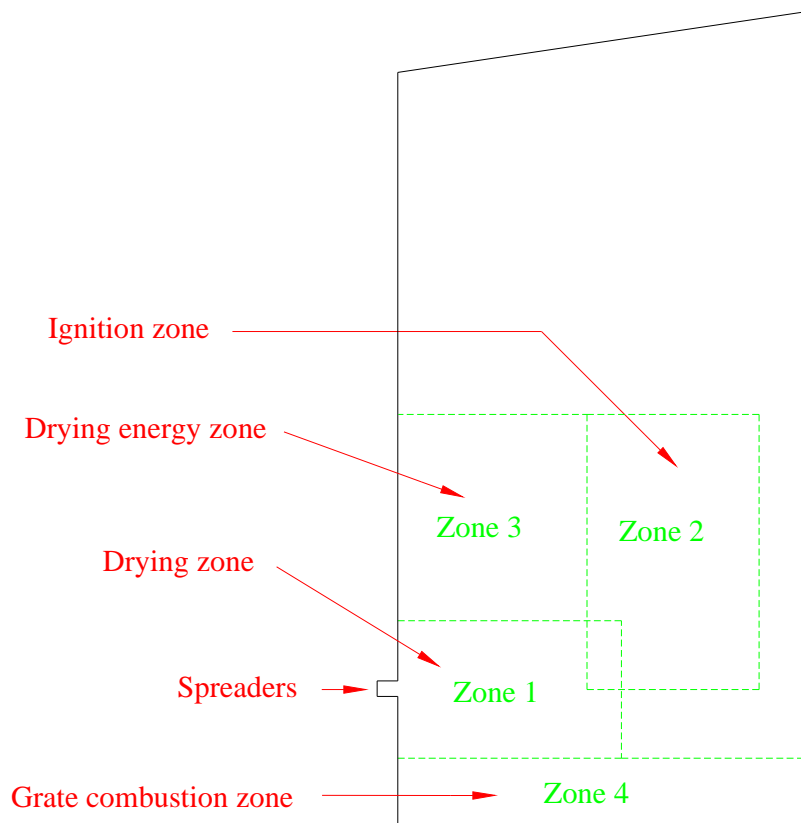 Ignition zone
Drying energy zone
Zone 3
Zone 2
Drying zone
Spreaders
Zone 1
Grate combustion zone
Zone 4